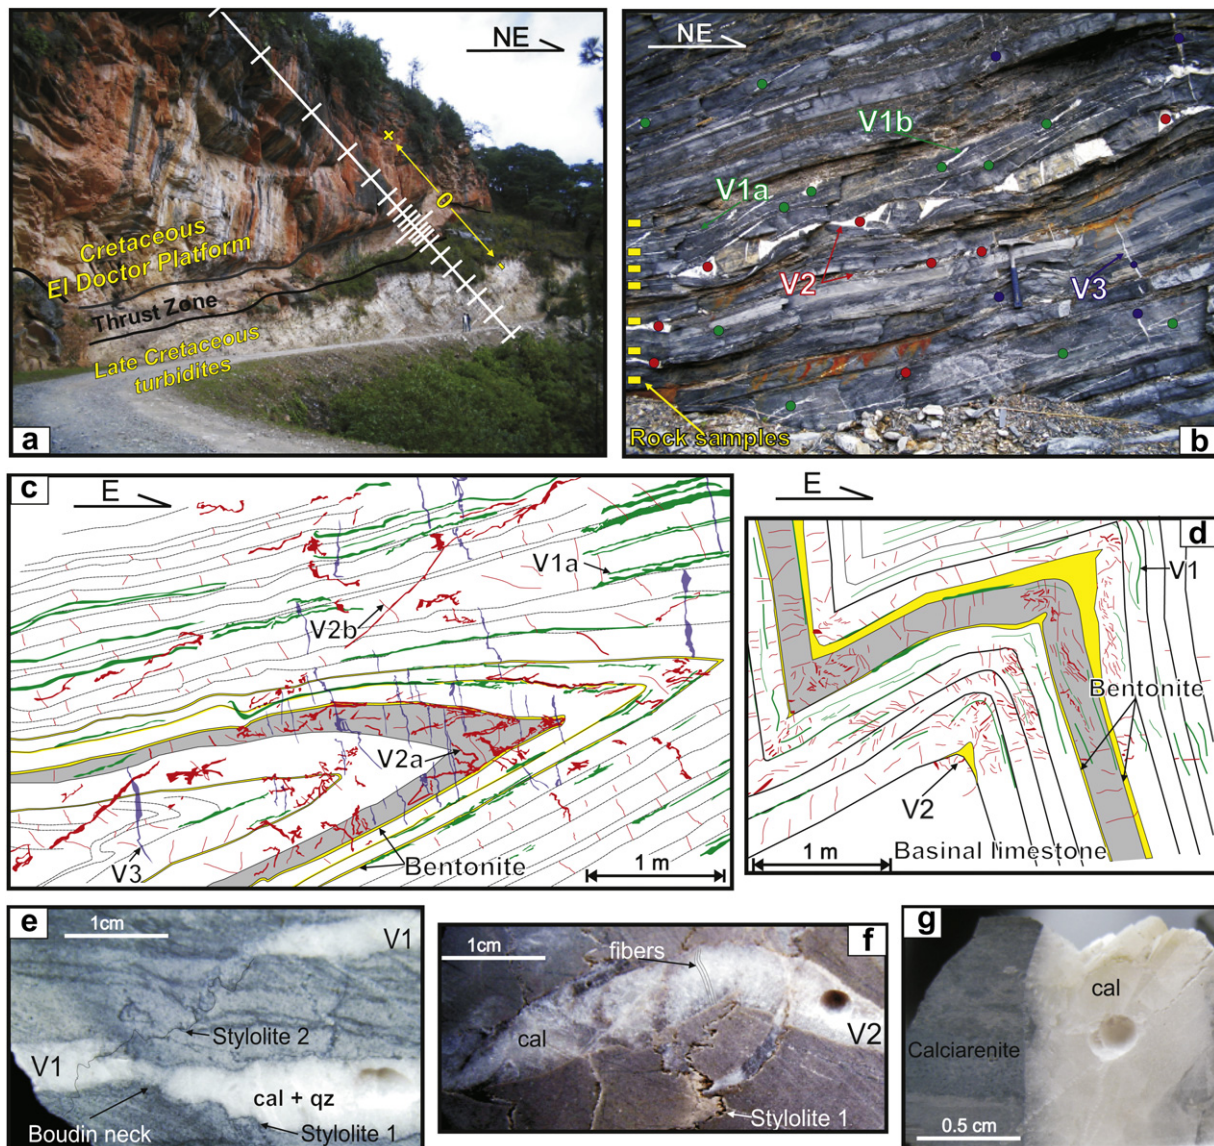 NE
+
0
-
Cretaceous
El Doctor Platform
Thrust Zone
Late Cretaceous
turbidites
a
NE
V1b
V1a
V2
V3
Rock samples
b
c
E
V1a
V2b
V2a
V3
Bentonite
1 m
d
E
V1
Bentonite
V2
Basinal limestone
1 m
e
1cm
V1
Stylolite 2
V1
cal + qz
Boudin neck
Stylolite 1
f
1cm
fibers
cal
V2
Stylolite 1
g
cal
Calciarenite
0.5 cm